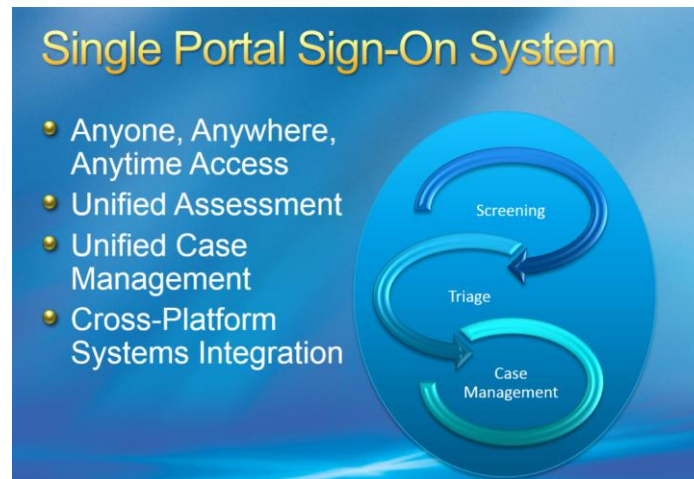 Single Portal Sign-On System
Anyone, Anywhere,
Anytime Access
Unified Assessment
Unified Case
Management
Cross-Platform
Systems Integration
Screening
Triage
Case
Management